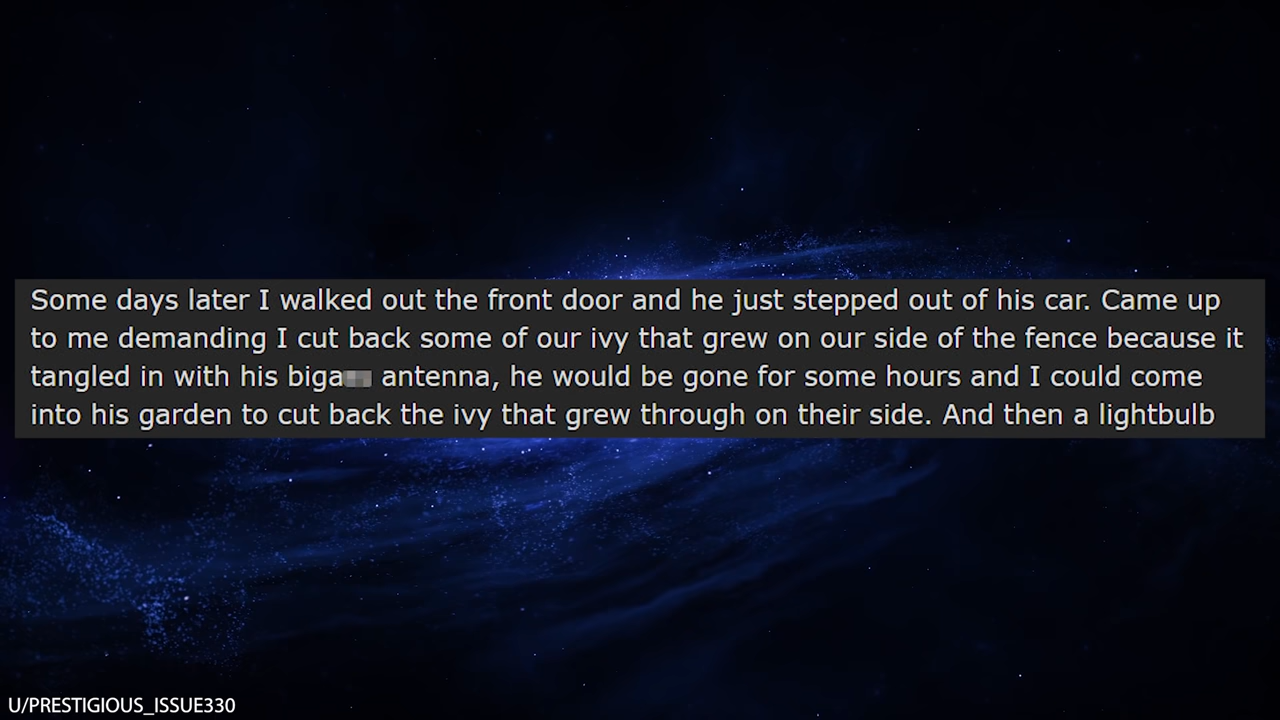 Some days later I walked out the front door and he just stepped out of his car. Came up
to me demanding I cut back some of our ivy that grew on our side of the fence because it
tangled in with his biga antenna, he would be gone for some hours and I could come
into his garden to cut back the ivy that grew through on their side. And then a lightbulb
U/PRESTIGIOUS_ISSUE330